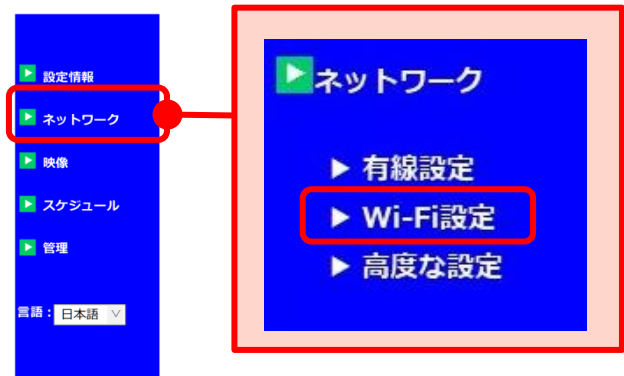 設定情報
ネットワーク
映像
スケジュール
管理
言語：日本語
ネットワーク
有線設定
Wi-Fi設定
高度な設定